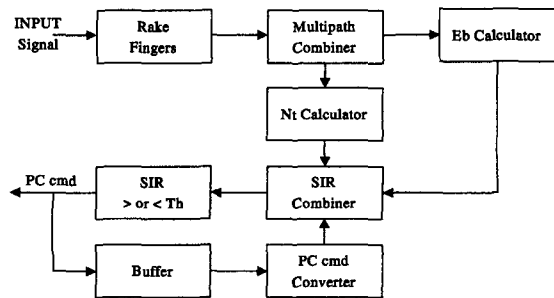 INPUT
Signal
Rake
Fingers
Multipath
Combiner
Eb Calculator
Nt Calculator
PC cmd
SIR
> or < Th
SIR
Combiner
Buffer
PC cmd
Converter